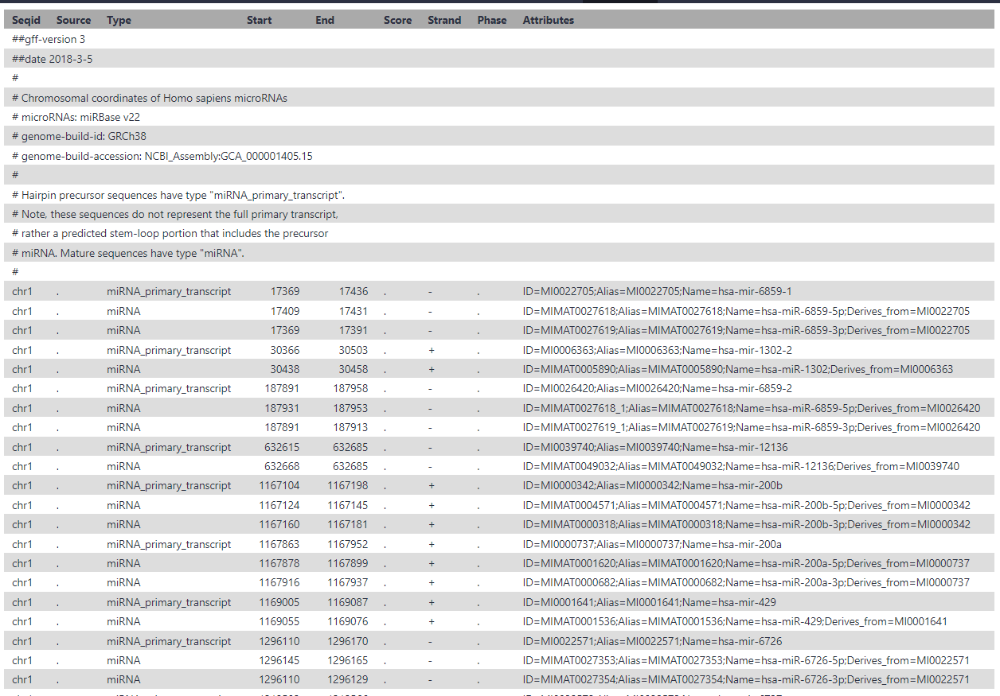 Seqid Source Type Start End Score Strand Phase Attributes
##gff-version 3
##date 2018-3-5
#
# Chromosomal coordinates of Homo sapiens microRNAs
# microRNAs: miRBase v22
# genome-build-id: GRCh38
# genome-build-accession: NCBI_Assembly:GCA_000001405.15
#
# Hairpin precursor sequences have type "miRNA_primary_transcript".
# Note, these sequences do not represent the full primary transcript,
# rather a predicted stem-loop portion that includes the precursor
# miRNA. Mature sequences have type "miRNA".
#
chr1 . miRNA_primary_transcript 17369 17436 . - . ID=MI0022705;Alias=MI0022705;Name=hsa-mir-6859-1
chr1 . miRNA 17409 17431 . - . ID=MIMAT0027618;Alias=MIMAT0027618;Name=hsa-miR-6859-5p;Derives_from=MI0022705
chr1 . miRNA 17369 17391 . - . ID=MIMAT0027619;Alias=MIMAT0027619;Name=hsa-miR-6859-3p;Derives_from=MI0022705
chr1 . miRNA_primary_transcript 30366 30503 . + . ID=MI0006363;Alias=MI0006363;Name=hsa-mir-1302-2
chr1 . miRNA 30438 30458 . + . ID=MIMAT0005890;Alias=MIMAT0005890;Name=hsa-miR-1302;Derives_from=MI0006363
chr1 . miRNA_primary_transcript 187891 187958 . - . ID=MI0026420;Alias=MI0026420;Name=hsa-mir-6859-2
chr1 . miRNA 187931 187953 . - . ID=MIMAT0027618_1;Alias=MIMAT0027618;Name=hsa-miR-6859-5p;Derives_from=MI0026420
chr1 . miRNA 187891 187913 . - . ID=MIMAT0027619_1;Alias=MIMAT0027619;Name=hsa-miR-6859-3p;Derives_from=MI0026420
chr1 . miRNA_primary_transcript 632615 632685 . - . ID=MI0039740;Alias=MI0039740;Name=hsa-mir-12136
chr1 . miRNA 632668 632685 . - . ID=MIMAT0049032;Alias=MIMAT0049032;Name=hsa-miR-12136;Derives_from=MI0039740
chr1 . miRNA_primary_transcript 1167104 1167198 . + . ID=MI0000342;Alias=MI0000342;Name=hsa-mir-200b
chr1 . miRNA 1167124 1167145 . + . ID=MIMAT0004571;Alias=MIMAT0004571;Name=hsa-miR-200b-5p;Derives_from=MI0000342
chr1 . miRNA 1167160 1167181 . + . ID=MIMAT0000318;Alias=MIMAT0000318;Name=hsa-miR-200b-3p;Derives_from=MI0000342
chr1 . miRNA_primary_transcript 1167863 1167952 . + . ID=MI0000737;Alias=MI0000737;Name=hsa-mir-200a
chr1 . miRNA 1167878 1167899 . + . ID=MIMAT0001620;Alias=MIMAT0001620;Name=hsa-miR-200a-5p;Derives_from=MI0000737
chr1 . miRNA 1167916 1167937 . + . ID=MIMAT0000682;Alias=MIMAT0000682;Name=hsa-miR-200a-3p;Derives_from=MI0000737
chr1 . miRNA_primary_transcript 1169005 1169087 . + . ID=MI0001641;Alias=MI0001641;Name=hsa-mir-429
chr1 . miRNA 1169055 1169076 . + . ID=MIMAT0001536;Alias=MIMAT0001536;Name=hsa-miR-429;Derives_from=MI0001641
chr1 . miRNA_primary_transcript 1296110 1296170 . - . ID=MI0022571;Alias=MI0022571;Name=hsa-mir-6726
chr1 . miRNA 1296145 1296165 . - . ID=MIMAT0027353;Alias=MIMAT0027353;Name=hsa-miR-6726-5p;Derives_from=MI0022571
chr1 . miRNA 1296110 1296129 . - . ID=MIMAT0027354;Alias=MIMAT0027354;Name=hsa-miR-6726-3p;Derives_from=MI0022571